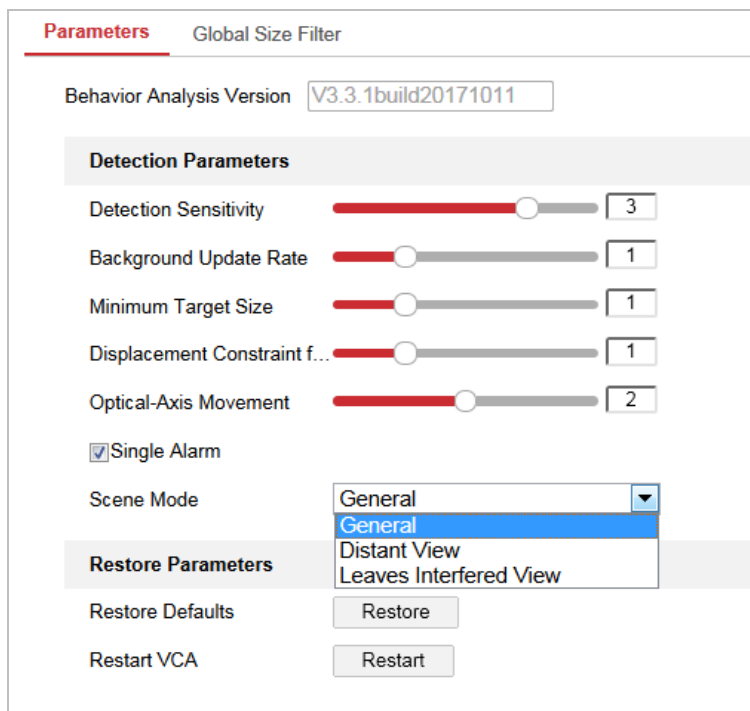 Parameters Global Size Filter
Behavior Analysis Version V3.3.1build20171011
Detection Parameters
Detection Sensitivity 3
Background Update Rate 1
Minimum Target Size 1
Displacement Constraint f... 1
Optical-Axis Movement 2
Single Alarm
Scene Mode General
General
Distant View
Leaves Interfered View
Restore Parameters
Restore Defaults Restore
Restart VCA Restart